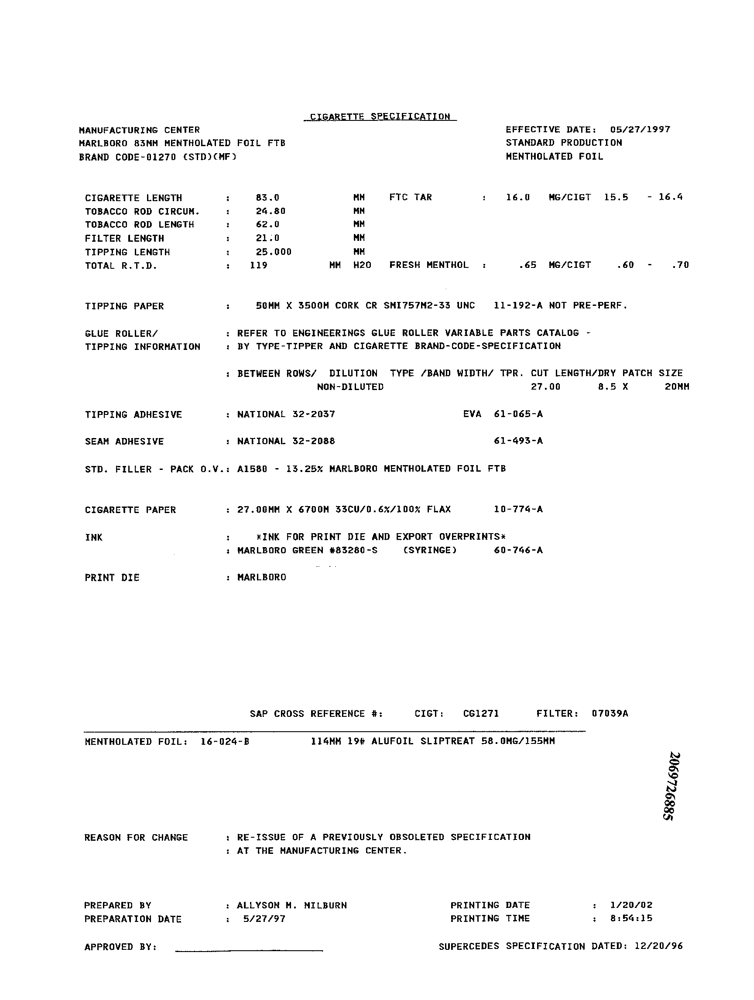 CIGARETTE SPECIFICATION
MANUFACTURING CENTER EFFECTIVE DATE: 05/27/1997
MARLBORO 83MM MENTHOLATED FOIL FTB STANDARD PRODUCTION
BRAND CODE-01270 (STD)(MF) MENTHOLATED FOIL
CIGARETTE LENGTH : 83.0 MM FTC TAR : 16.0 MG/CIGT 15.5 - 16.4
TOBACCO ROD CIRCUM. : 24.80 MM
TOBACCO ROD LENGTH : 62.0 MM
FILTER LENGTH : 21.0 MM
TIPPING LENGTH : 25.000 MM
TOTAL R.T.D. : 119 MM H2O FRESH MENTHOL : .65 MG/CIGT .60 - .70
TIPPING PAPER : 50MM X 3500M CORK CR SMI757M2-33 UNC 11-192-A NOT PRE-PERF.
GLUE ROLLER/ : REFER TO ENGINEERINGS GLUE ROLLER VARIABLE PARTS CATALOG -
TIPPING INFORMATION : BY TYPE-TIPPER AND CIGARETTE BRAND-CODE-SPECIFICATION
: BETWEEN ROWS/ DILUTION TYPE /BAND WIDTH/ TPR. CUT LENGTH/DRY PATCH SIZE
NON-DILUTED 27.00 8.5 X 20MM
TIPPING ADHESIVE : NATIONAL 32-2037 EVA 61-065-A
SEAM ADHESIVE : NATIONAL 32-2088 61-493-A
STD. FILLER - PACK O.V.: A1580 - 13.25% MARLBORO MENTHOLATED FOIL FTB
CIGARETTE PAPER : 27.00MM X 6700M 33CU/0.6%/100% FLAX 10-774-A
INK : *INK FOR PRINT DIE AND EXPORT OVERPRINTS*
: MARLBORO GREEN #83280-S (SYRINGE) 60-746-A
PRINT DIE : MARLBORO
SAP CROSS REFERENCE #: CIGT: CG1271 FILTER: 07039A
MENTHOLATED FOIL: 16-024-B 114MM 19# ALUFOIL SLIPTREAT 58.0MG/155MM
2069726885
REASON FOR CHANGE : RE-ISSUE OF A PREVIOUSLY OBSOLETED SPECIFICATION
: AT THE MANUFACTURING CENTER.
PREPARED BY : ALLYSON M. MILBURN PRINTING DATE : 1/20/02
PREPARATION DATE : 5/27/97 PRINTING TIME : 8:54:15
APPROVED BY: SUPERCEDES SPECIFICATION DATED: 12/20/96